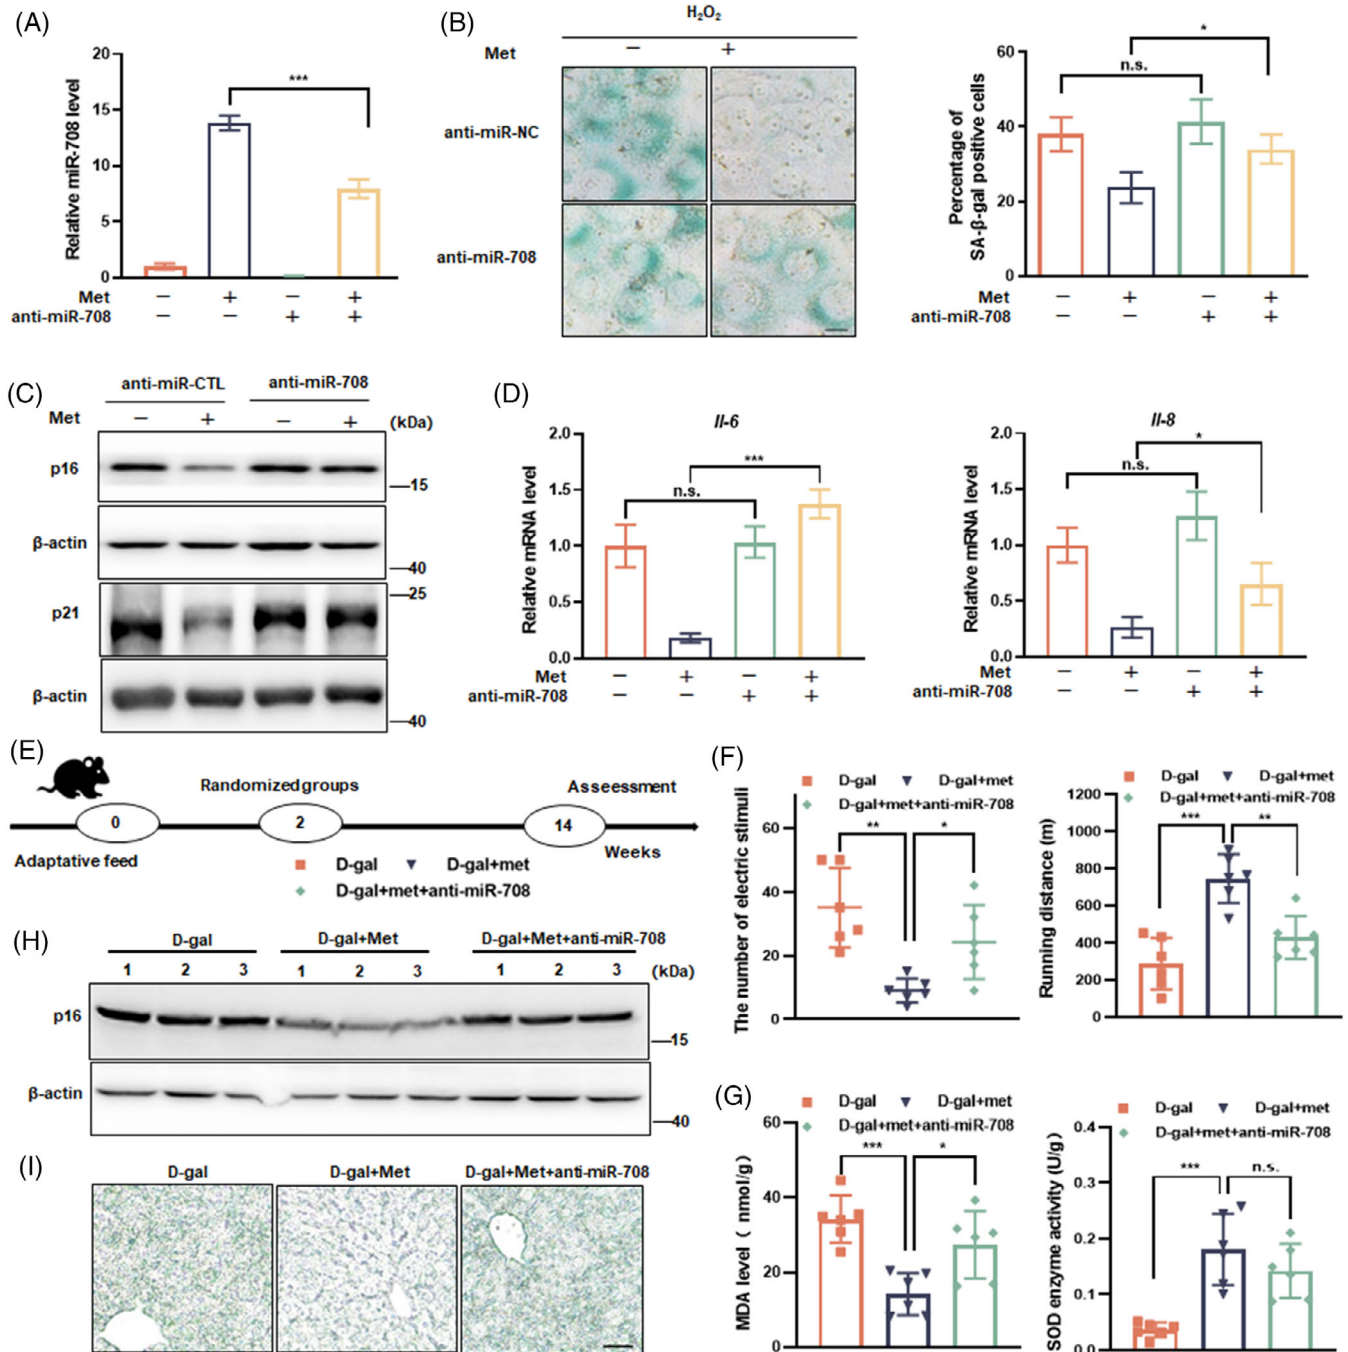 (A)
Relative miR-708 level
20
15
10
5
0
***
Met − + − +
anti-miR-708 − − + +
(B)
H₂O₂
Met − +
anti-miR-NC
anti-miR-708
Percentage of
SA-β-gal positive cells
60
40
20
0
n.s.
*
Met − + − +
anti-miR-708 − − + +
(C)
anti-miR-CTL anti-miR-708
Met − + − + (kDa)
p16
15
β-actin
40
25
p21
β-actin
40
(D)
Il-6
Relative mRNA level
2.0
1.5
1.0
0.5
0.0
n.s.
***
Met − + − +
anti-miR-708 − − + +
Il-8
Relative mRNA level
2.0
1.5
1.0
0.5
0.0
n.s.
*
Met − + − +
anti-miR-708 − − + +
(E)
Randomized groups
Asseessment
0 2 14
Adaptative feed
Weeks
D-gal D-gal+met
D-gal+met+anti-miR-708
(F)
D-gal D-gal+met
D-gal+met+anti-miR-708
The number of electric stimuli
60
40
20
0
** *
D-gal D-gal+met
D-gal+met+anti-miR-708
Running distance (m)
1200
1000
800
600
400
200
0
*** **
(H)
D-gal D-gal+Met D-gal+Met+anti-miR-708
1 2 3 1 2 3 1 2 3 (kDa)
p16
15
β-actin
40
(G)
D-gal D-gal+met
D-gal+met+anti-miR-708
MDA level ( nmol/g)
60
40
20
0
*** *
D-gal D-gal+met
D-gal+met+anti-miR-708
SOD enzyme activity (U/g)
0.4
0.3
0.2
0.1
0.0
*** n.s.
(I)
D-gal D-gal+Met D-gal+Met+anti-miR-708